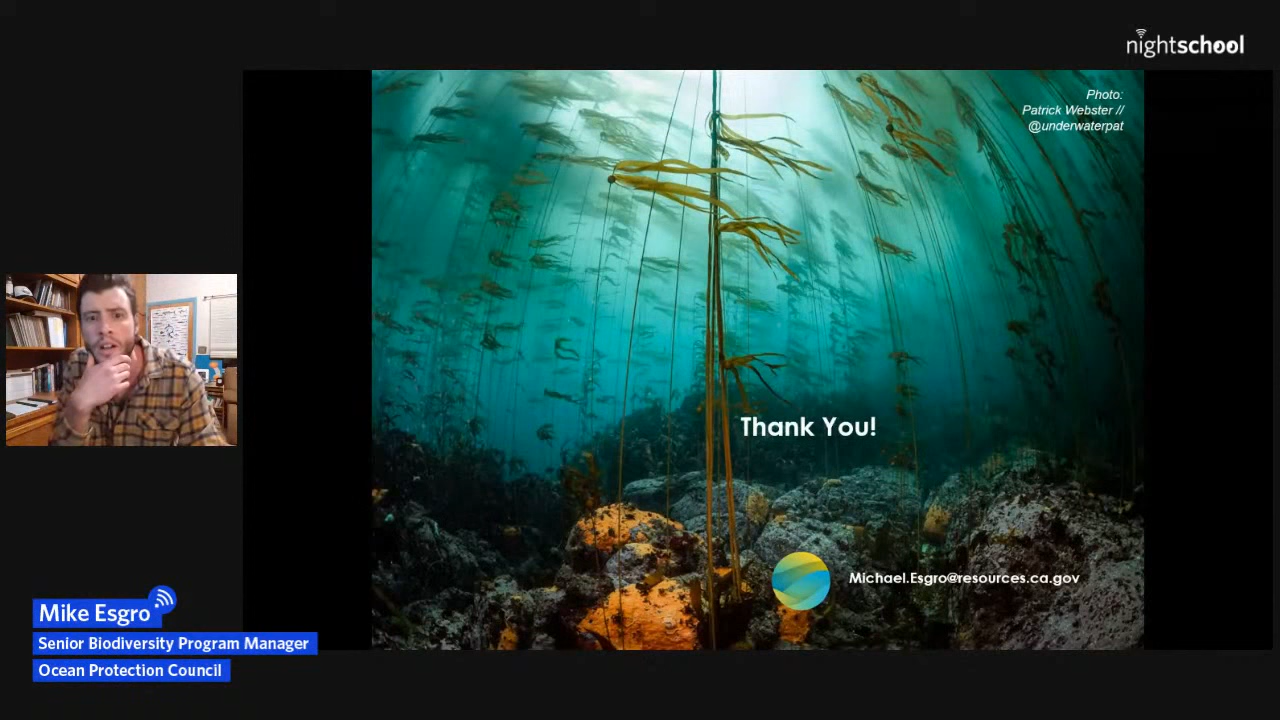 nightschool
Photo:
Patrick Webster //
@underwaterpat
Thank You!
Michael.Esgro@resources.ca.gov
Mike Esgro
Senior Biodiversity Program Manager
Ocean Protection Council